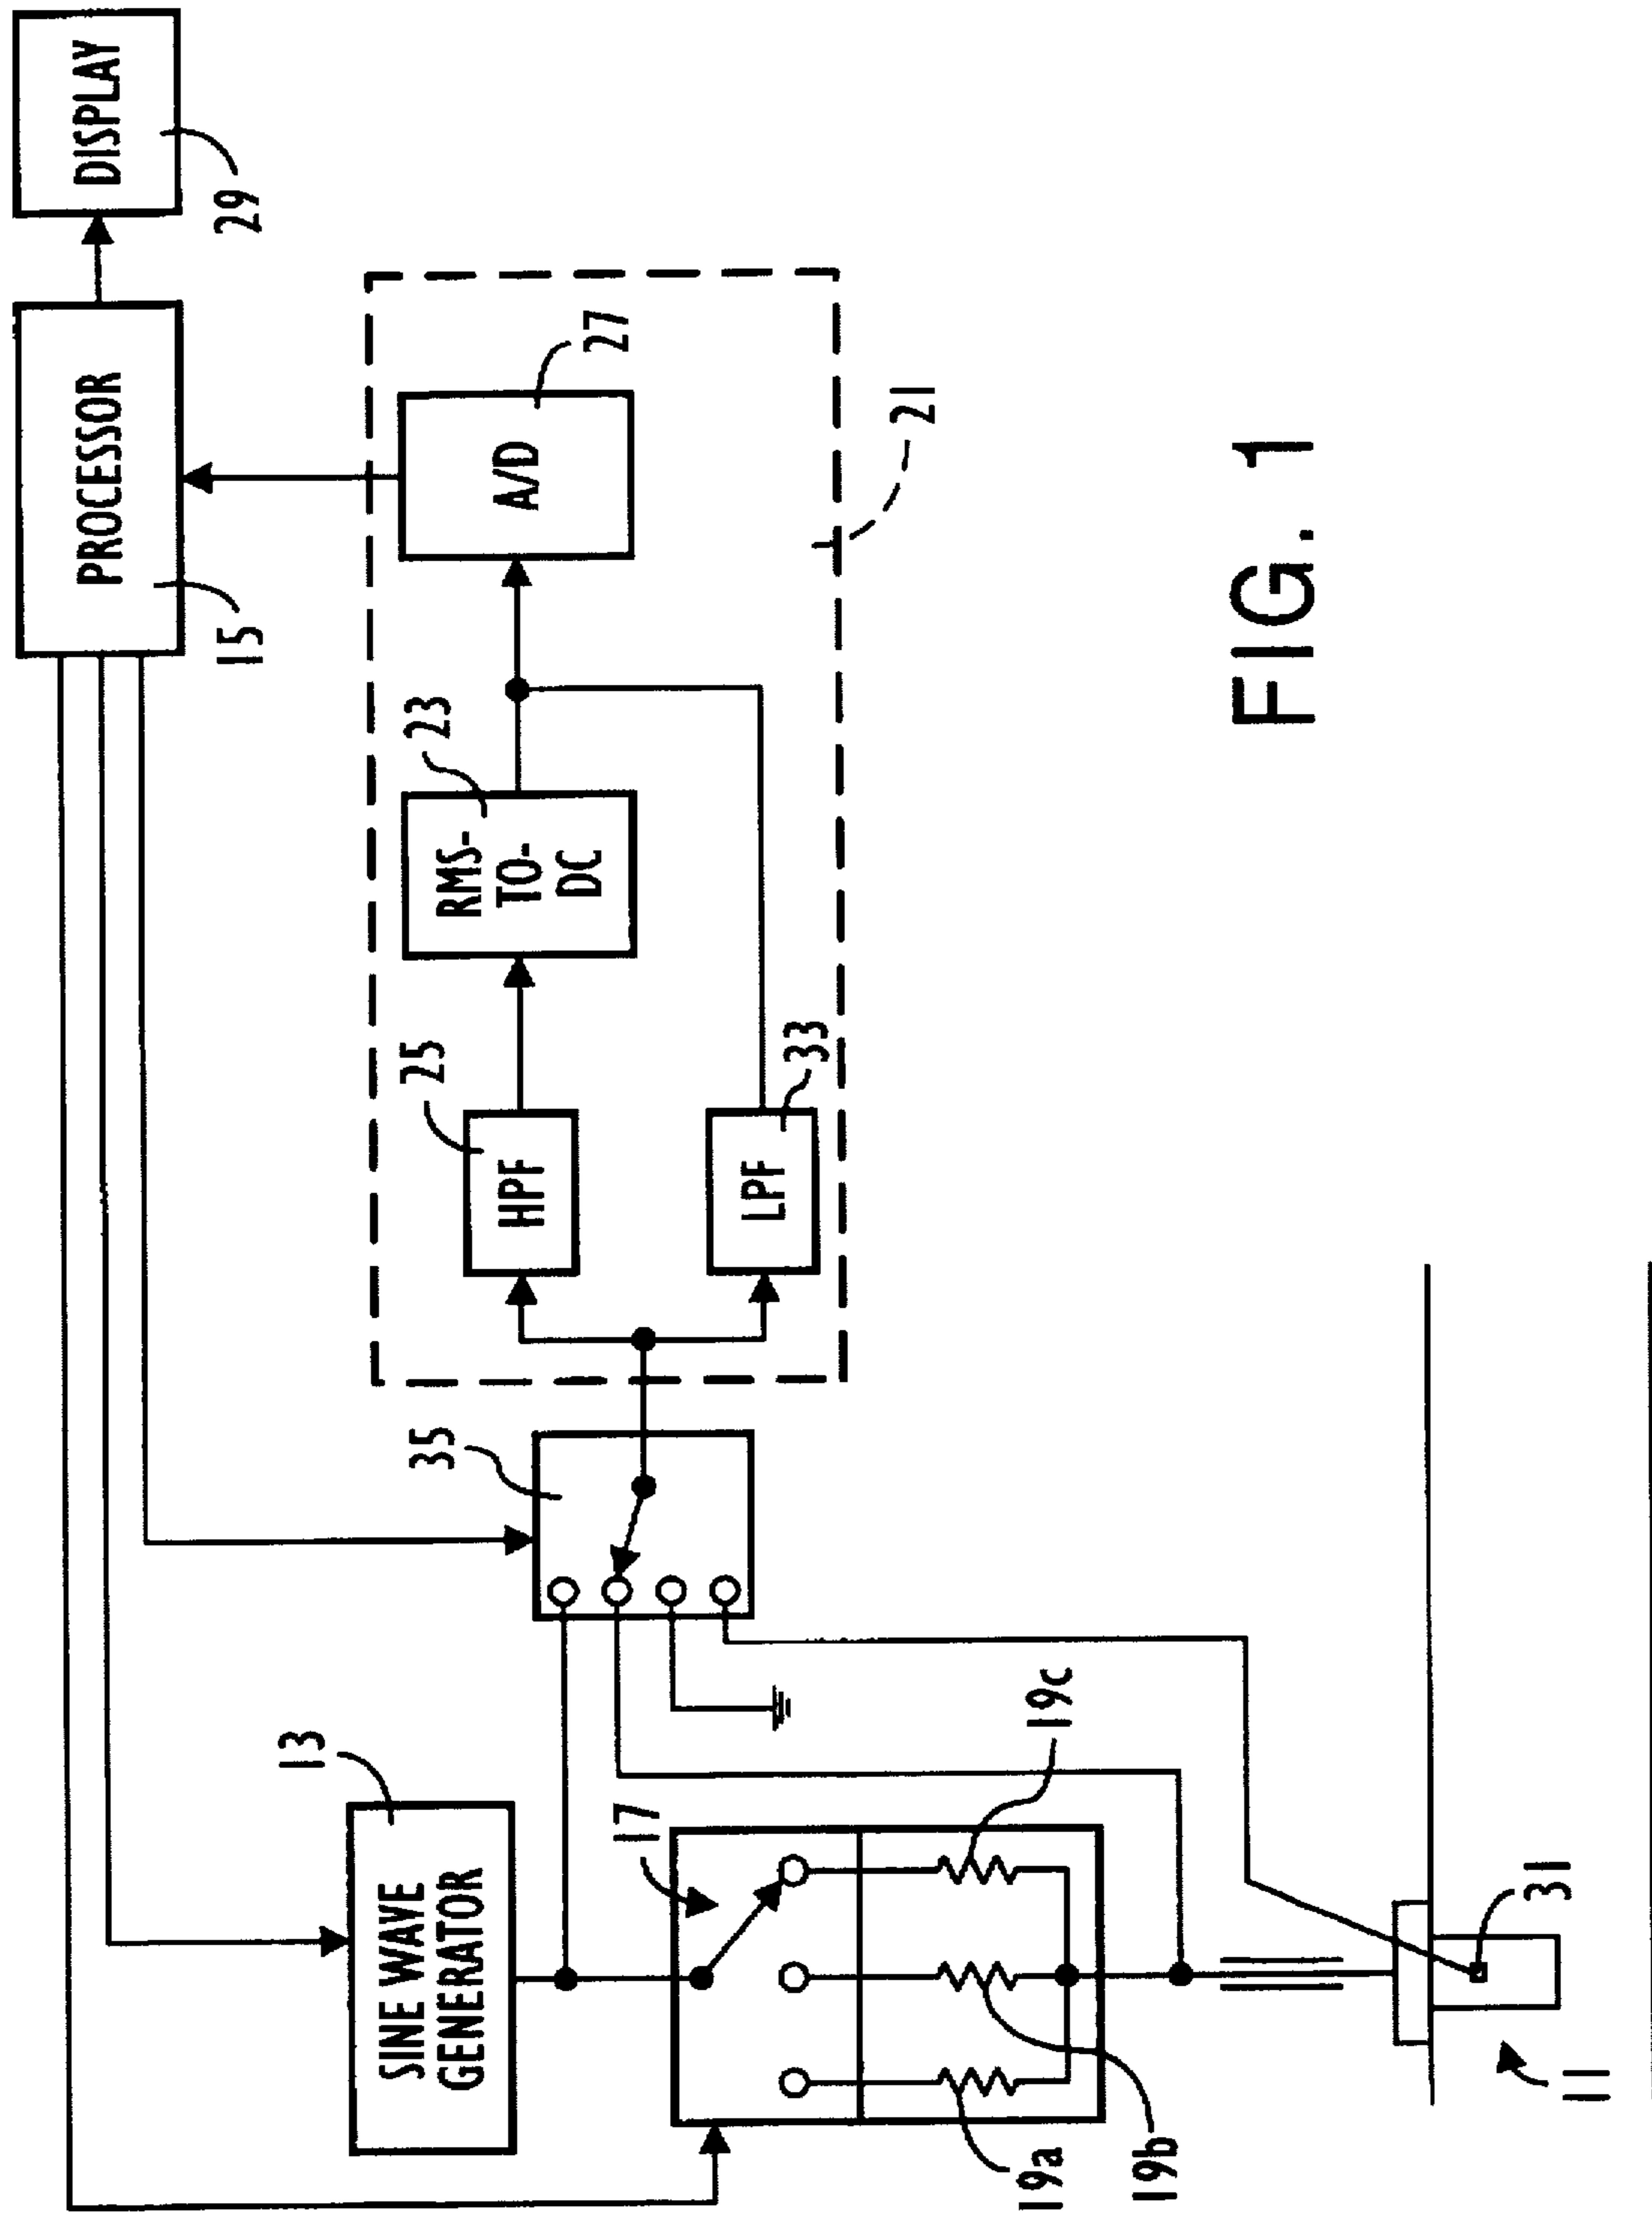 DISPLAY
29
PROCESSOR
15
A/D
27
21
RMS-
TO-
DC
23
HPF
25
LPF
33
35
SINE WAVE
GENERATOR
13
17
19c
19a
19b
31
11
FIG. 1